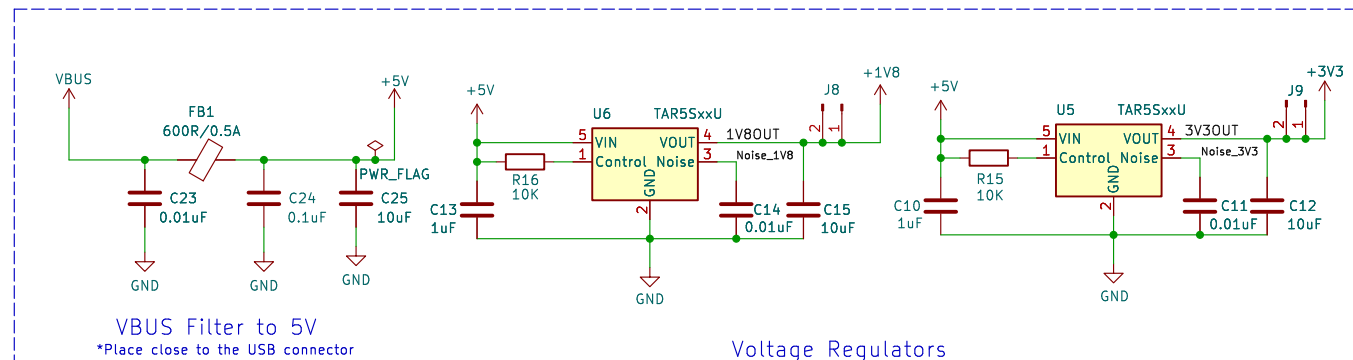 VBUS
FB1
600R/0.5A
+5V
PWR_FLAG
C23
0.01uF
C24
0.1uF
C25
10uF
GND
GND
GND
VBUS Filter to 5V
*Place close to the USB connector
+5V
U6
TAR5SxxU
5
VIN
VOUT
4
1V8OUT
1
Control
Noise
3
Noise_1V8
GND
2
R16
10K
C13
1uF
C14
0.01uF
C15
10uF
J8
2
1
+1V8
GND
+5V
U5
TAR5SxxU
5
VIN
VOUT
4
3V3OUT
1
Control
Noise
3
Noise_3V3
GND
2
R15
10K
C10
1uF
C11
0.01uF
C12
10uF
J9
2
1
+3V3
GND
Voltage Regulators